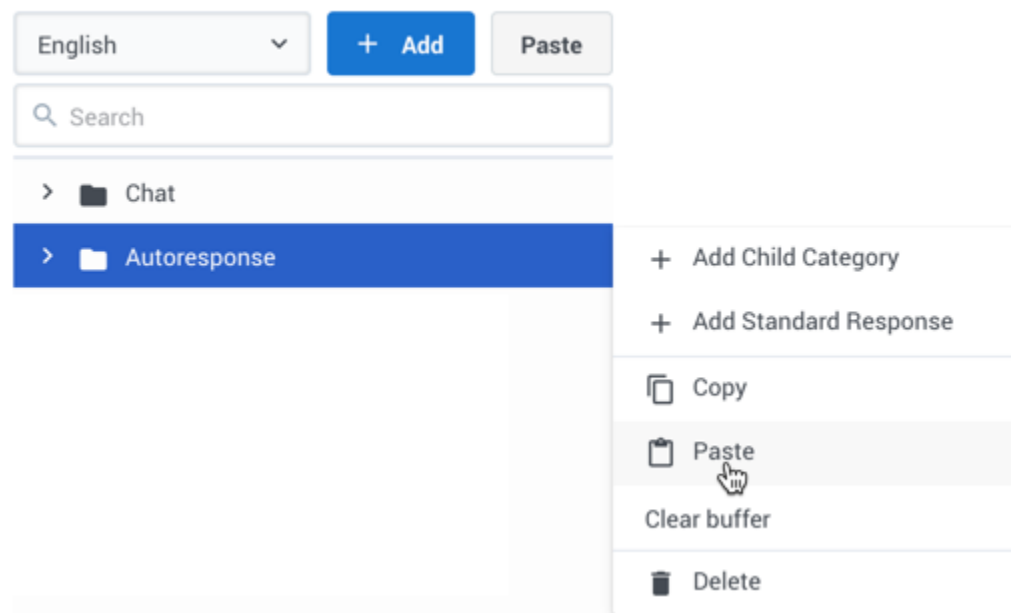 English
+ Add
Paste
Search
Chat
Autoresponse
+ Add Child Category
+ Add Standard Response
Copy
Paste
Clear buffer
Delete